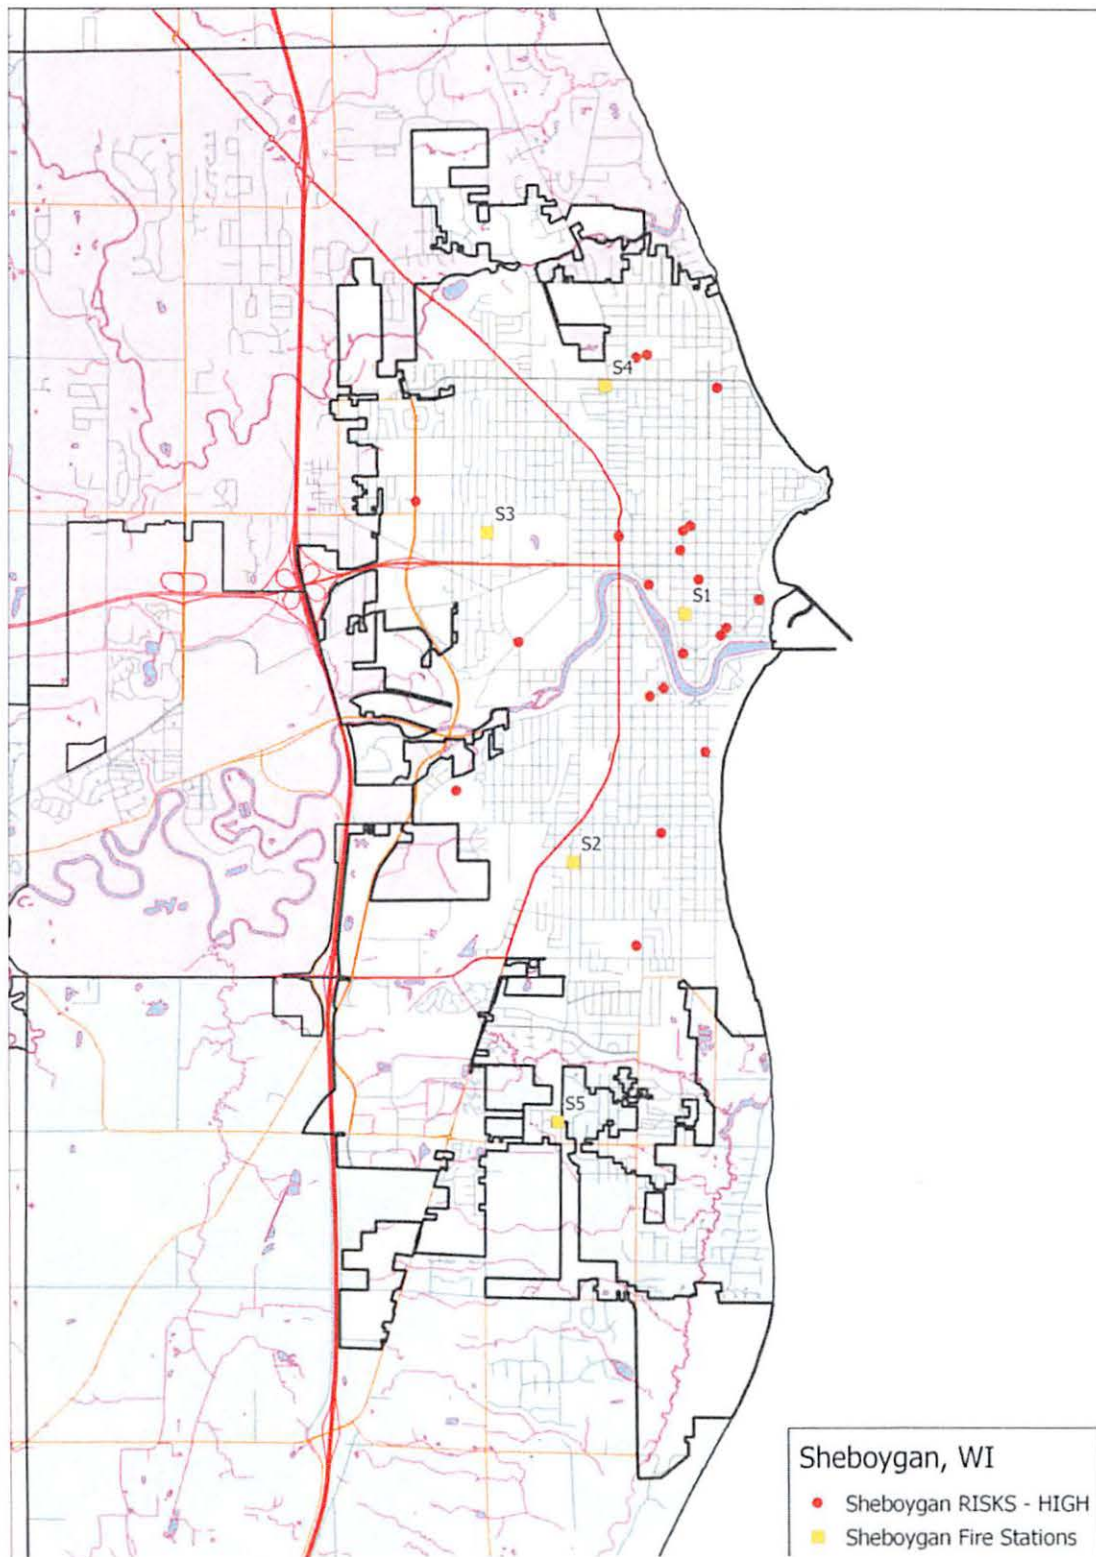 S4
S3
S1
S2
S5
Sheboygan, WI
Sheboygan RISKS - HIGH
Sheboygan Fire Stations